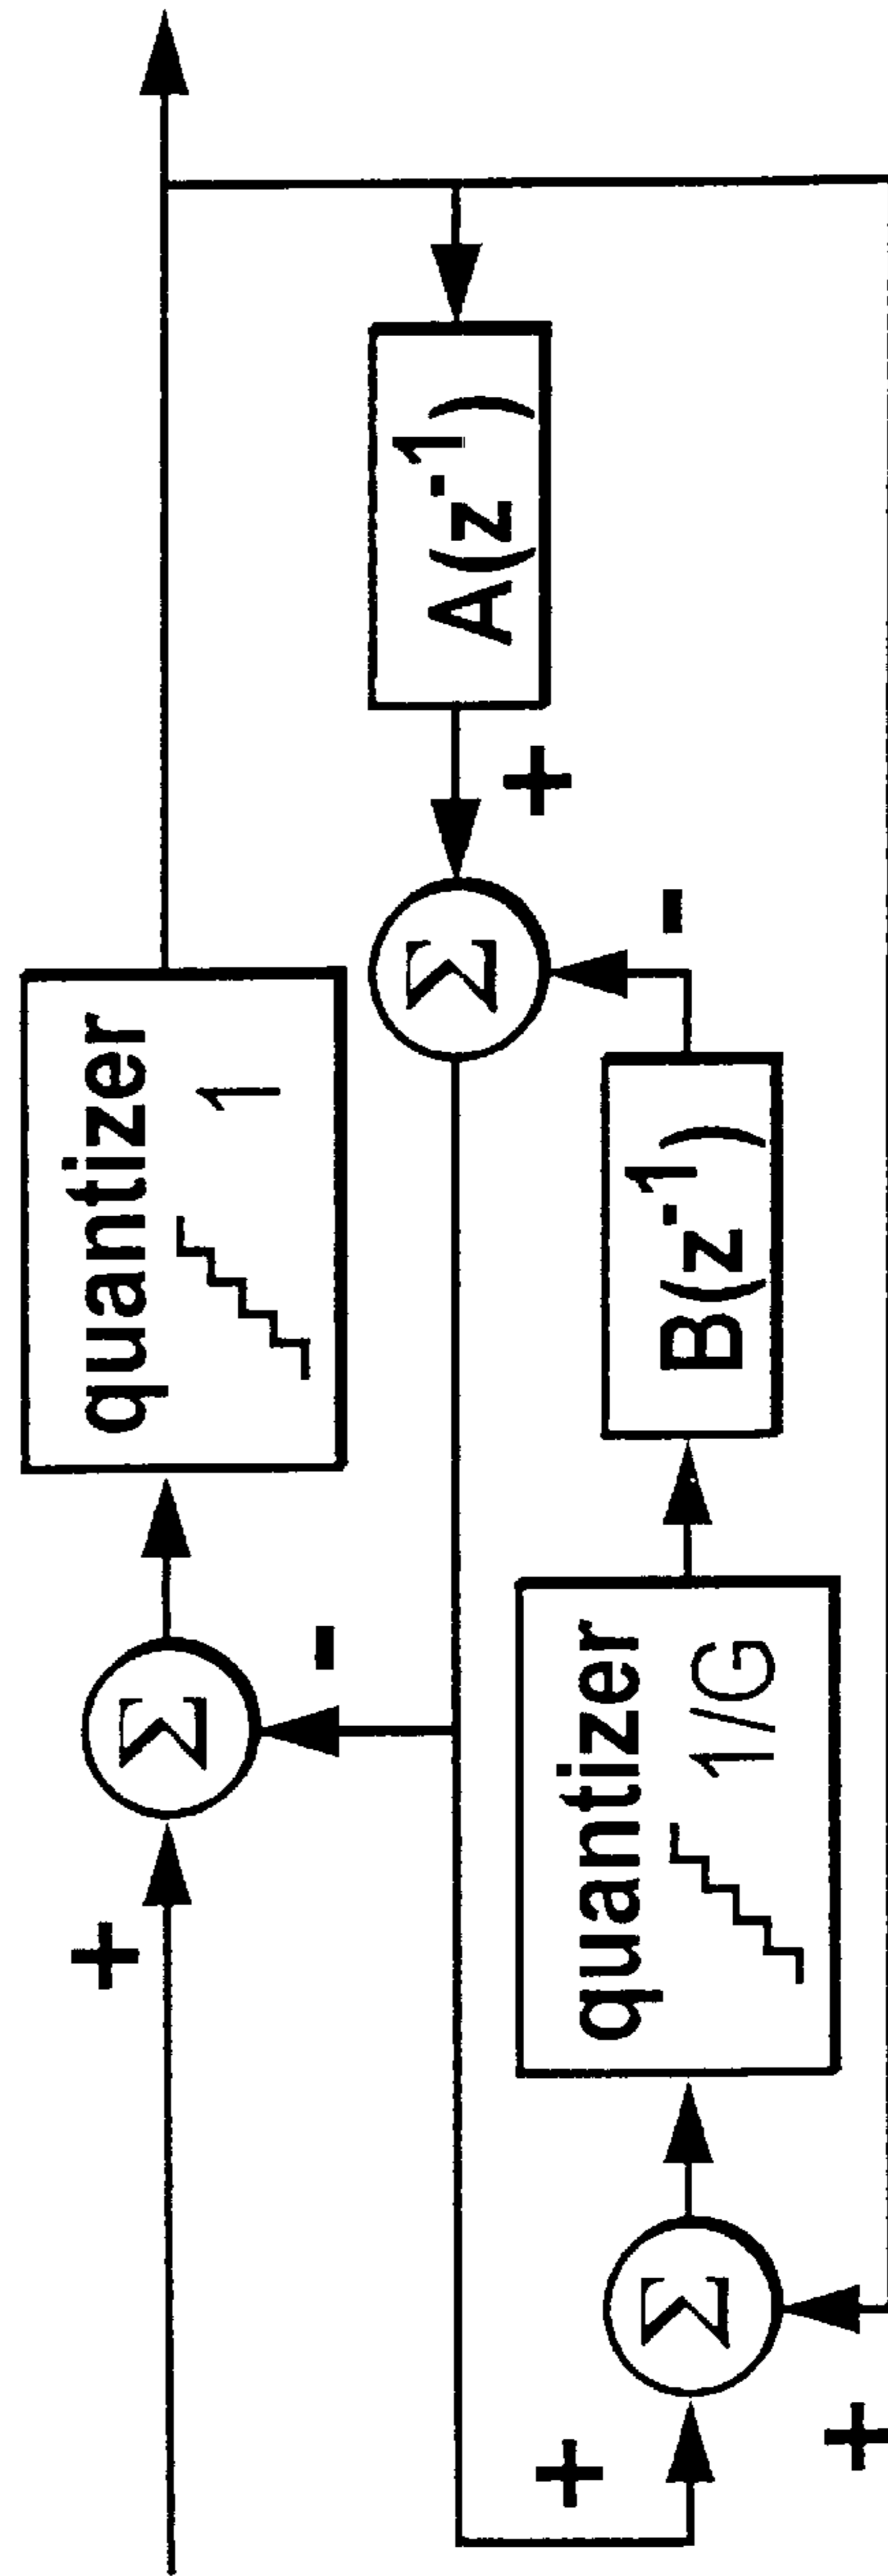 +
Σ
-
quantizer
1
Σ
+
A(z⁻¹)
-
+
Σ
+
quantizer
1/G
B(z⁻¹)